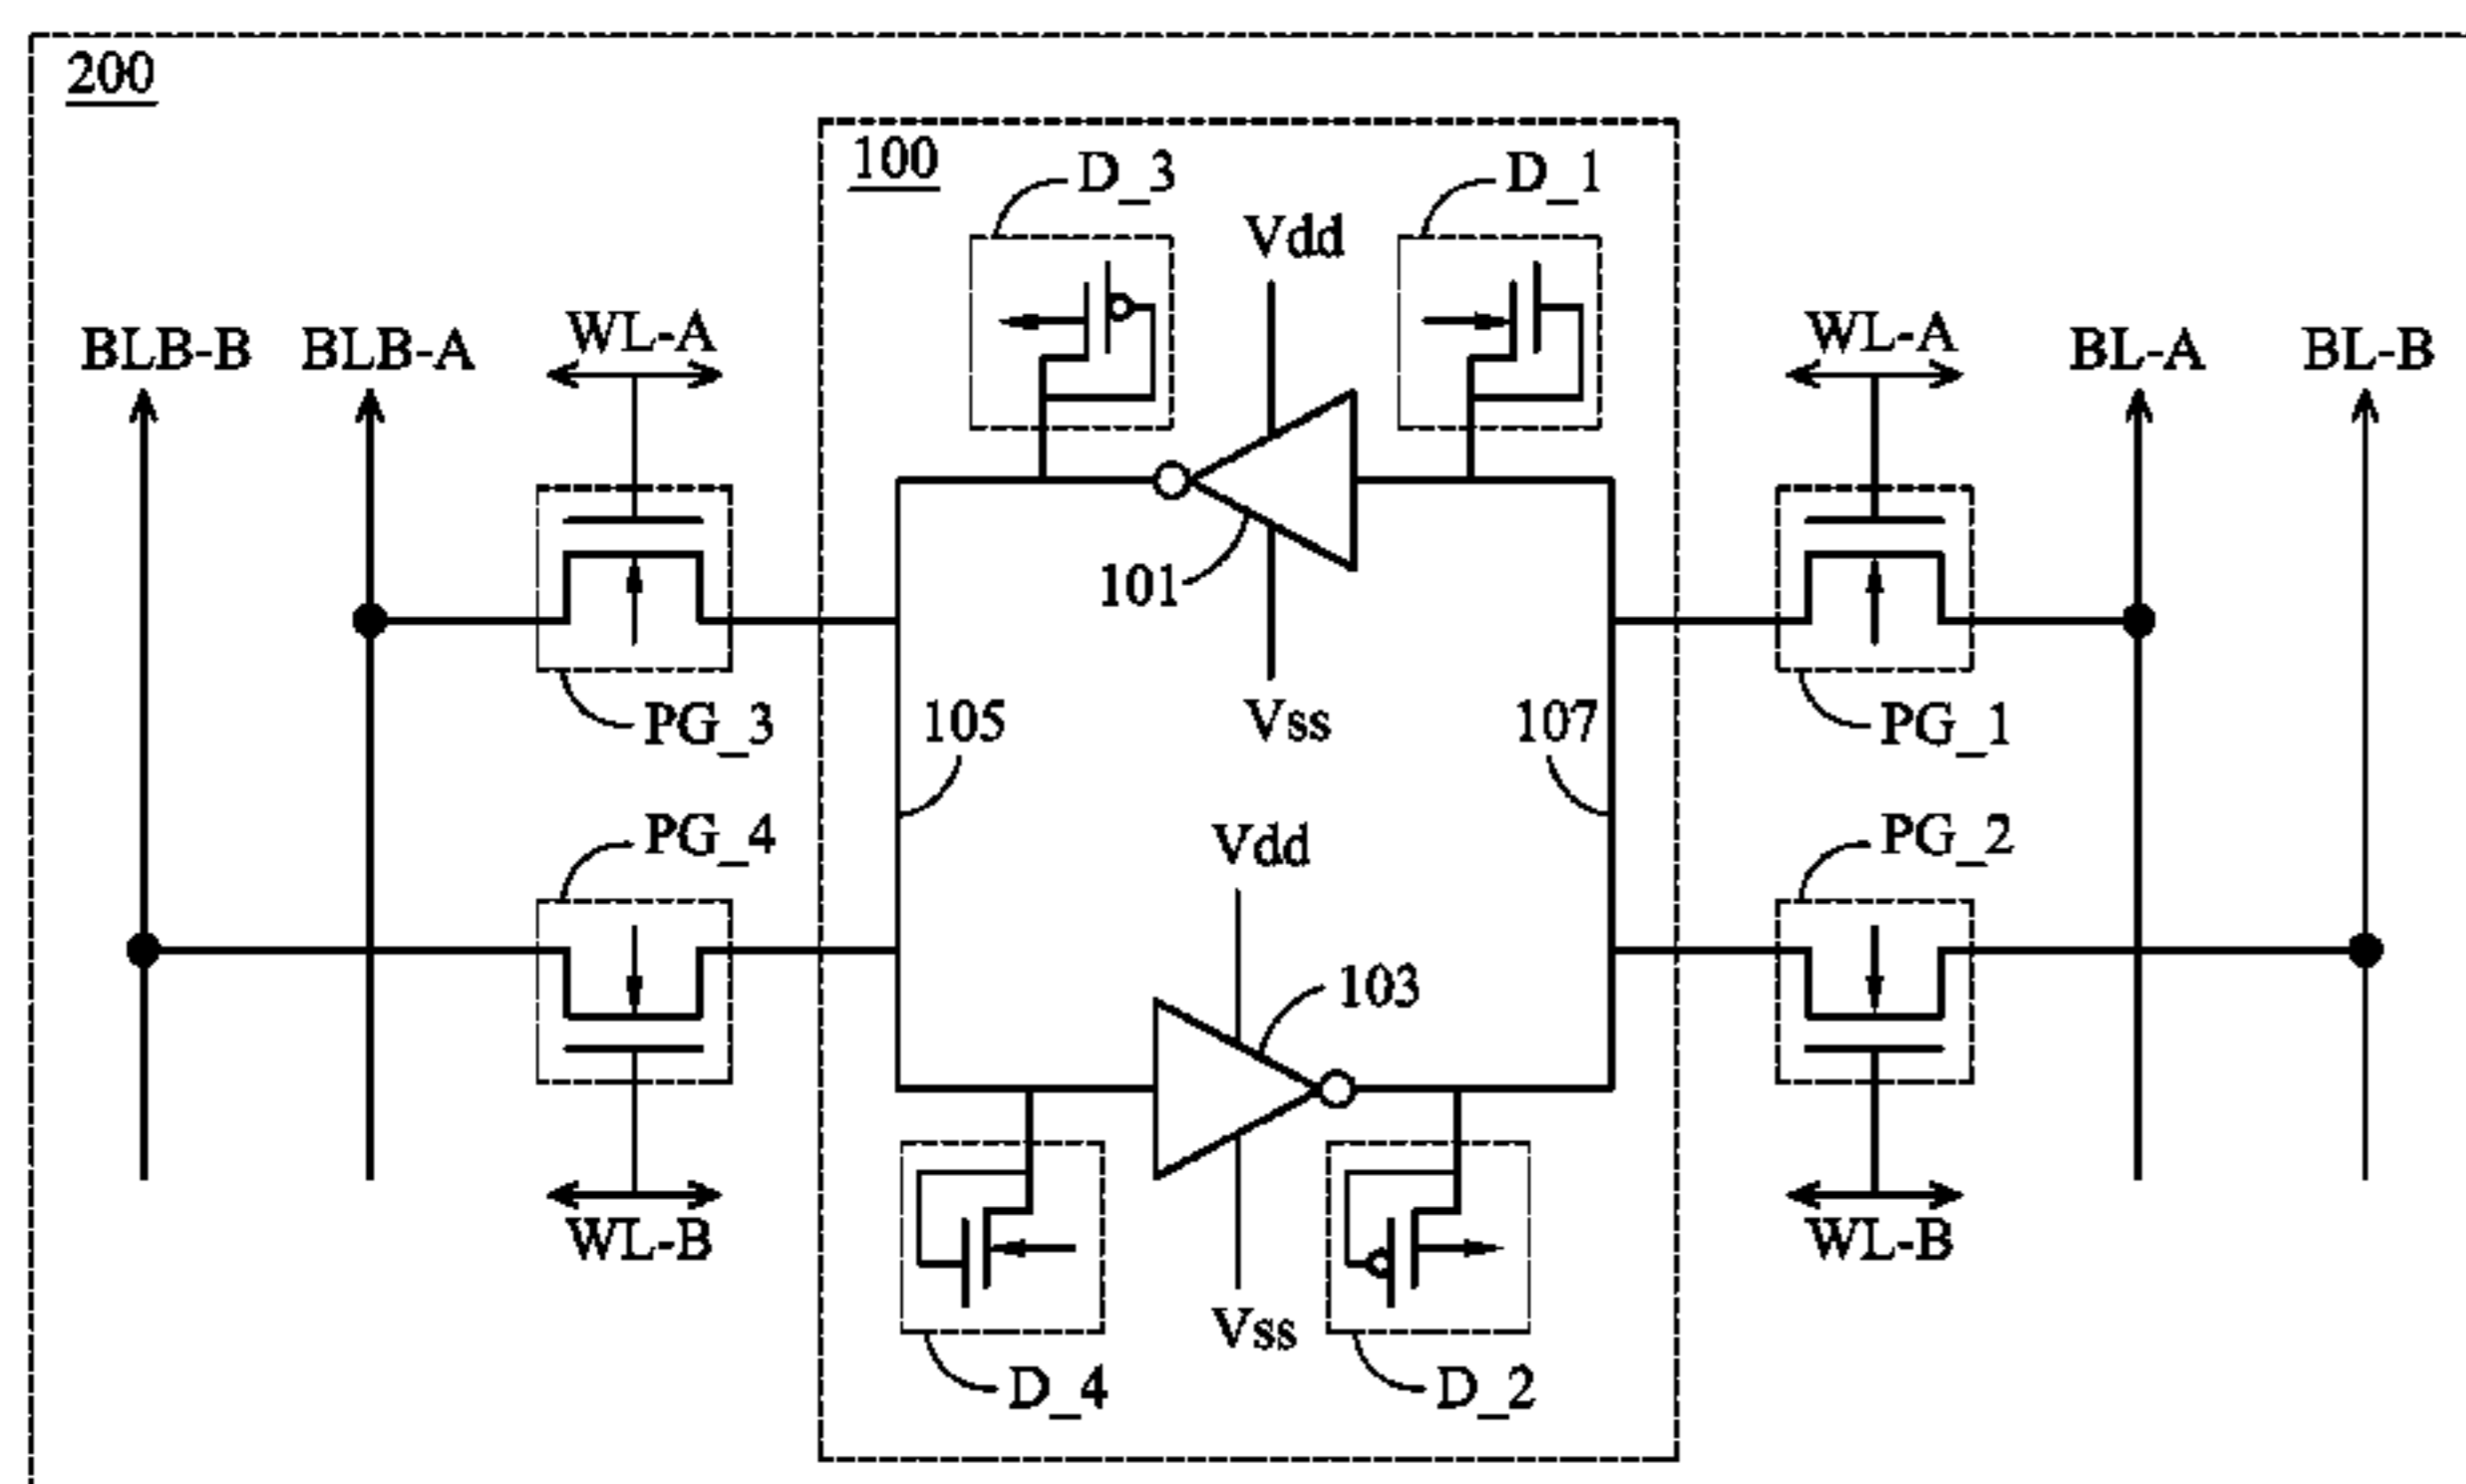 200
100
D_3
D_1
Vdd
BLB-B
BLB-A
WL-A
WL-A
BL-A
BL-B
101
PG_3
105
Vss
107
PG_1
PG_4
Vdd
PG_2
103
WL-B
WL-B
Vss
D_4
D_2